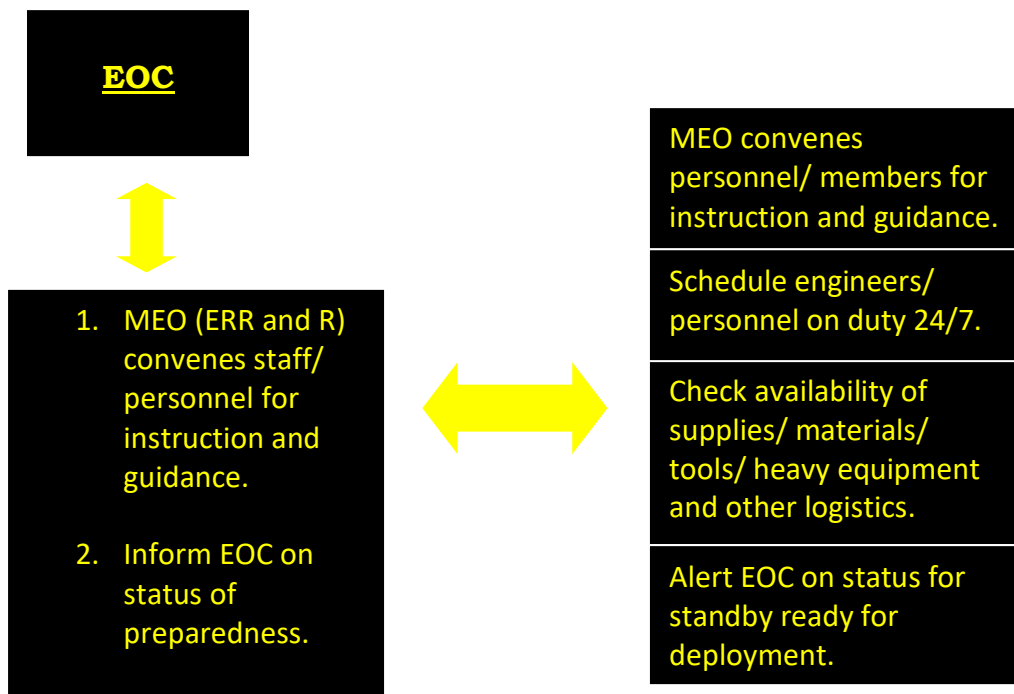 EOC
1. MEO (ERR and R)
convenes staff/
personnel for
instruction and
guidance.
2. Inform EOC on
status of
preparedness.
MEO convenes
personnel/ members for
instruction and guidance.
Schedule engineers/
personnel on duty 24/7.
Check availability of
supplies/ materials/
tools/ heavy equipment
and other logistics.
Alert EOC on status for
standby ready for
deployment.